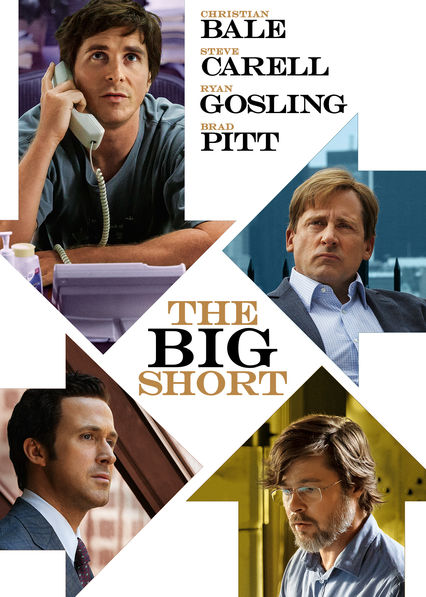 CHRISTIAN
BALE
STEVE
CARELL
RYAN
GOSLING
BRAD
PITT
THE
BIG
SHORT